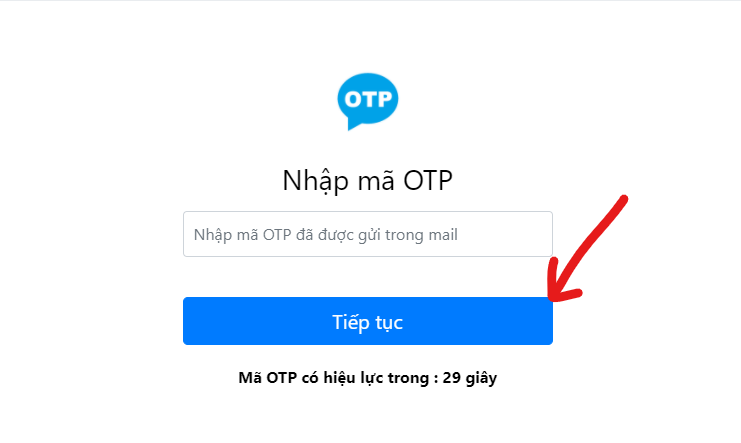 OTP
Nhập mã OTP
Nhập mã OTP đã được gửi trong mail
Tiếp tục
Mã OTP có hiệu lực trong : 29 giây